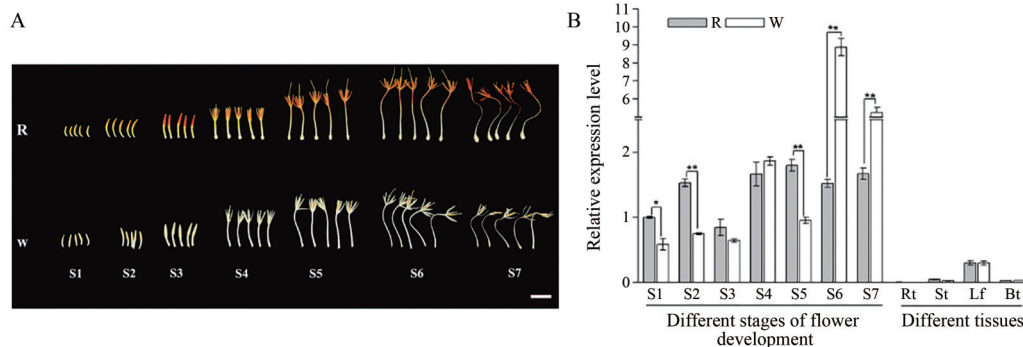 A
R
W
S1 S2 S3 S4 S5 S6 S7
B
R W
Relative expression level
11
10
9
8
7
6
2
1
0
* ** ** ** **
S1 S2 S3 S4 S5 S6 S7 Rt St Lf Bt
Different stages of flower
development
Different tissues